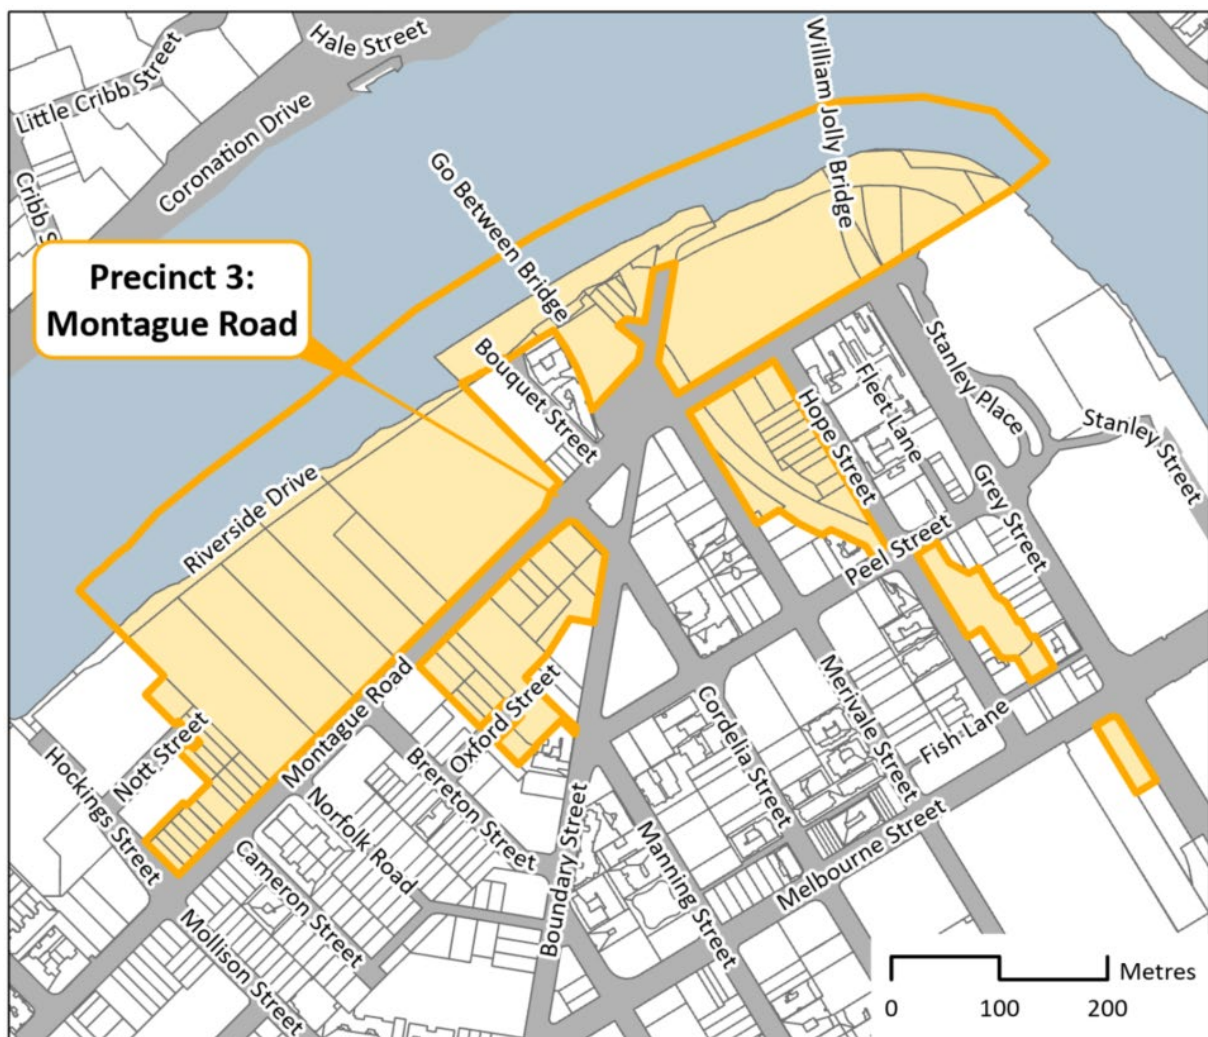 Hale Street
Little Cribb Street
Coronation Drive
Cribb S
William Jolly Bridge
Go Between Bridge
Precinct 3:
Montague Road
Bouquet Street
Stanley Place
Fleet Lane
Hope Street
Stanley Street
Riverside Drive
Grey Street
Peel Street
Montague Road
Oxford Street
Nott Street
Hockings Street
Brereton Street
Norfolk Road
Cameron Street
Mollison Street
Boundary Street
Manning Street
Cordelia Street
Merivale Street
Fish Lane
Melbourne Street
Metres
0 100 200